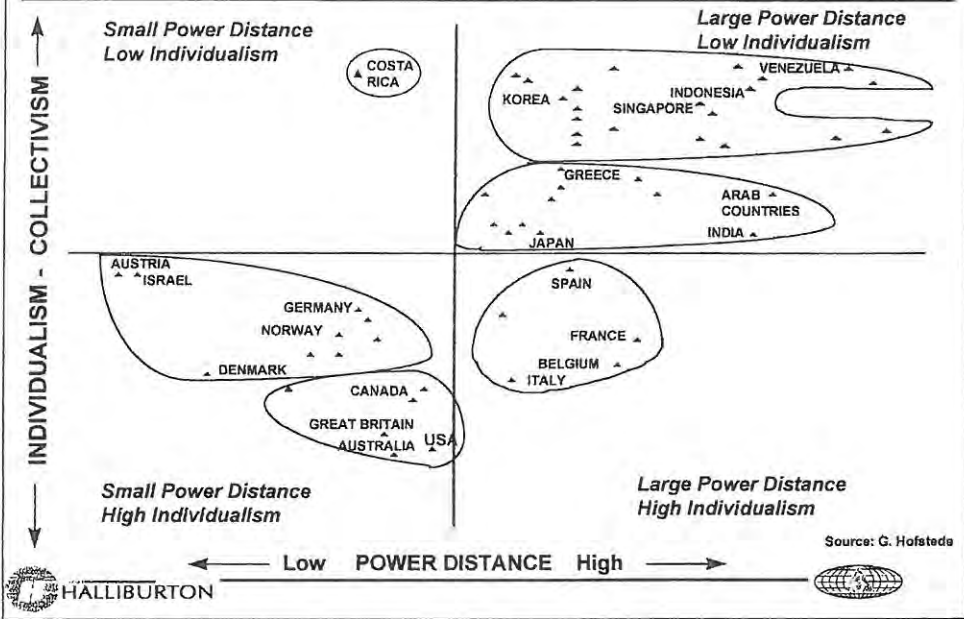 Small Power Distance
Low Individualism
Large Power Distance
Low Individualism
COSTA
RICA
VENEZUELA
KOREA
INDONESIA
SINGAPORE
GREECE
ARAB
COUNTRIES
JAPAN
INDIA
INDIVIDUALISM - COLLECTIVISM
AUSTRIA
ISRAEL
GERMANY
NORWAY
DENMARK
SPAIN
FRANCE
BELGIUM
ITALY
CANADA
GREAT BRITAIN
AUSTRALIA
USA
Small Power Distance
High Individualism
Large Power Distance
High Individualism
Low POWER DISTANCE High
Source: G. Hofstede
HALLIBURTON